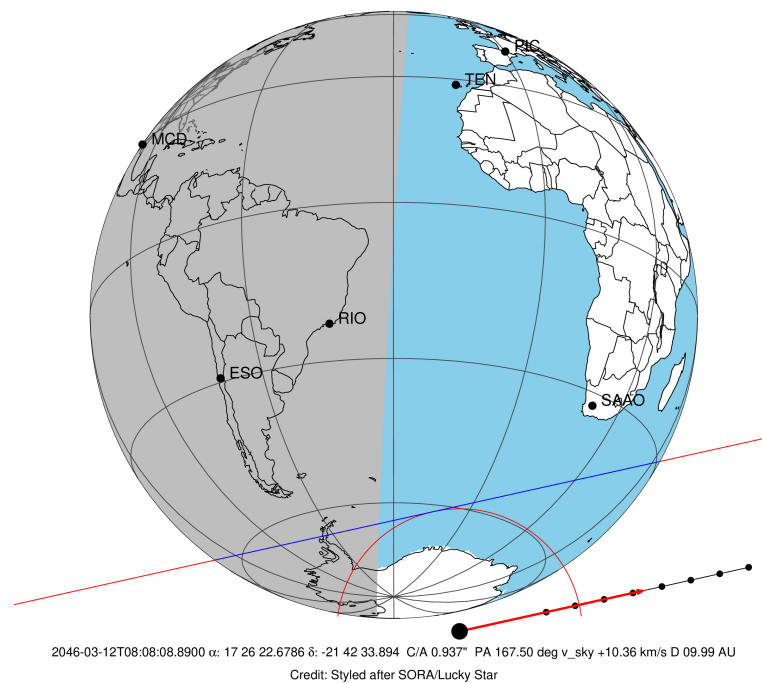 PIC
TEN
MCD
RIO
ESO
SAAO
2046-03-12T08:08:08.8900 α: 17 26 22.6786 δ: -21 42 33.894 C/A 0.937" PA 167.50 deg v_sky +10.36 km/s D 09.99 AU
Credit: Styled after SORA/Lucky Star